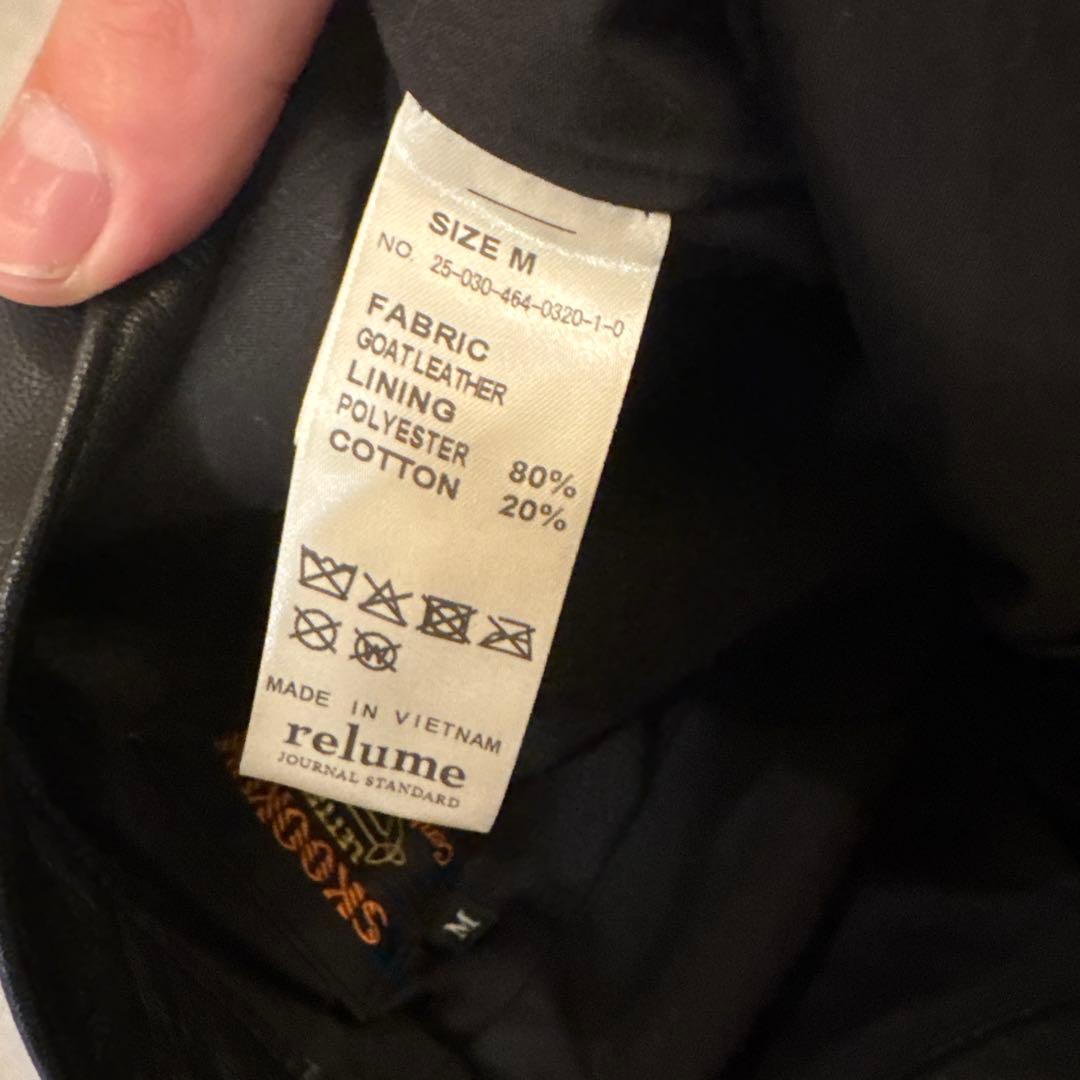 SIZE M
NO. 25-030-464-0320-1-0
FABRIC
GOAT LEATHER
LINING
POLYESTER 80%
COTTON 20%
W
MADE IN VIETNAM
relume
JOURNAL STANDARD
M